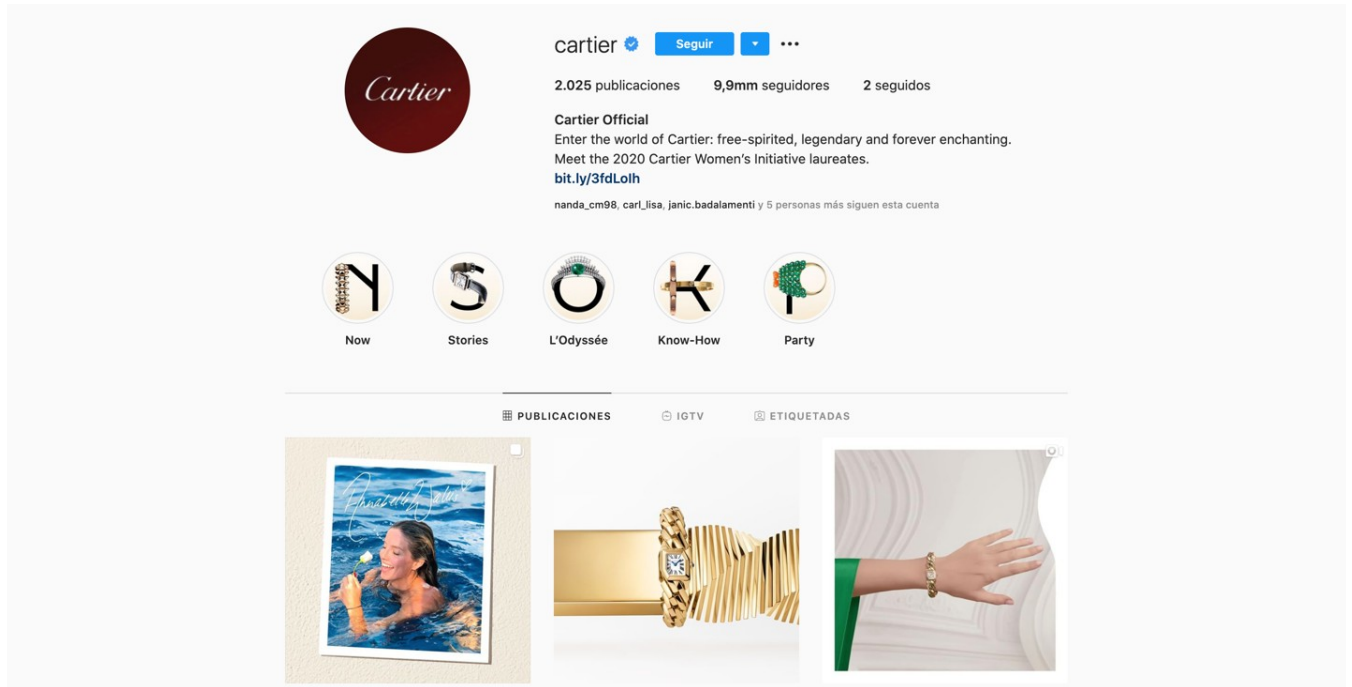 Cartier
cartier Seguir
2.025 publicaciones 9,9mm seguidores 2 seguidos
Cartier Official
Enter the world of Cartier: free-spirited, legendary and forever enchanting.
Meet the 2020 Cartier Women's Initiative laureates.
bit.ly/3fdLolh
nanda_cm98, carl_lisa, janic.badalamenti y 5 personas más siguen esta cuenta
N S O K P
Now Stories L'Odyssée Know-How Party
PUBLICACIONES IGTV ETIQUETADAS
Annabelle Wallis